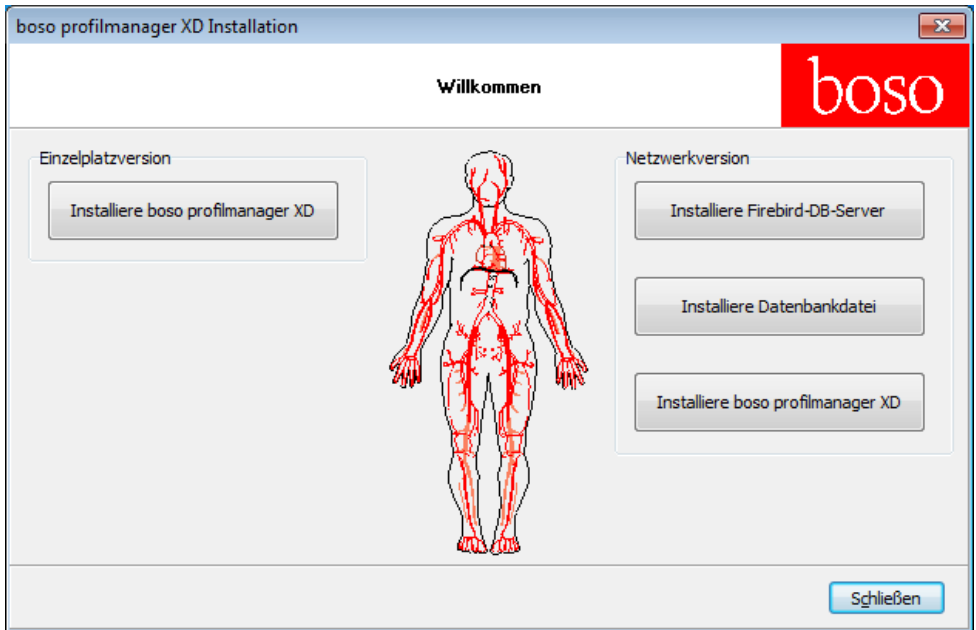 boso profilmanager XD Installation
Willkommen
boso
Einzelplatzversion
Installiere boso profilmanager XD
Netzwerkversion
Installiere Firebird-DB-Server
Installiere Datenbankdatei
Installiere boso profilmanager XD
Schließen